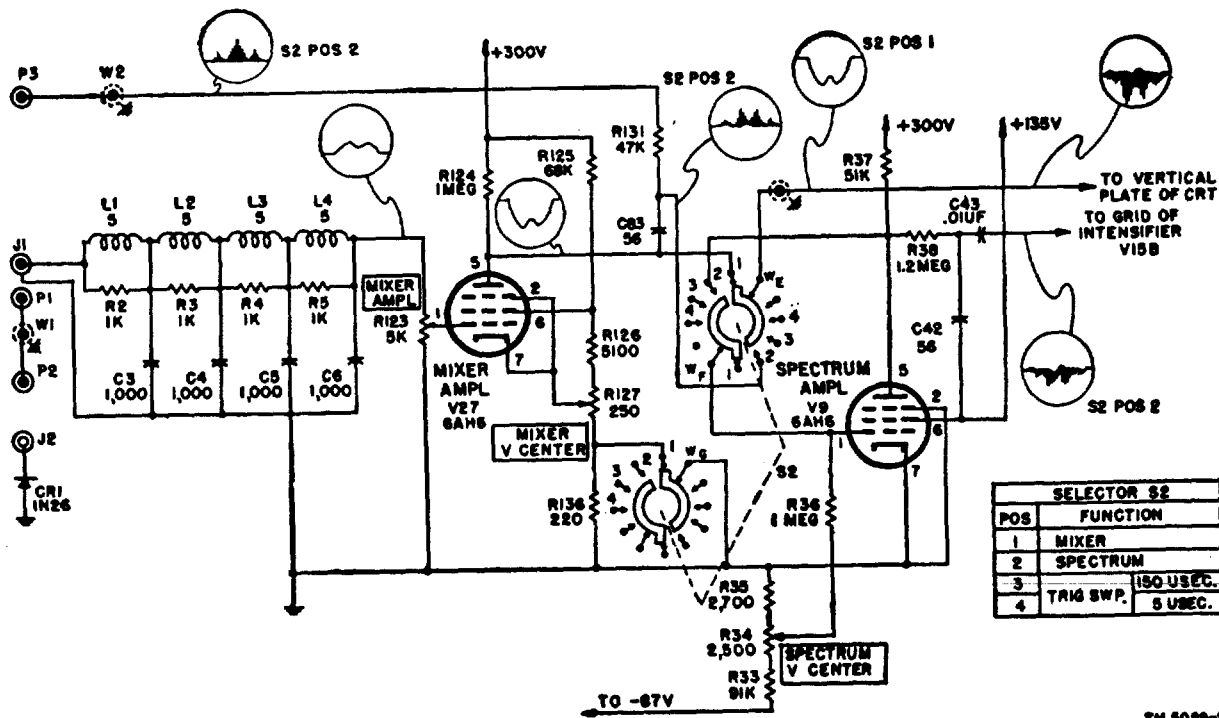 S2 POS 2
P3
W2
+300V
S2 POS 2
S2 POS 1
+300V
+135V
R131
47K
R125
68K
R124
1MEG
R37
51K
TO VERTICAL
PLATE OF CRT
C43
.01UF
TO GRID OF
INTENSIFIER
V15B
L1
5
L2
5
L3
5
L4
5
C83
56
R38
1.2MEG
J1
R2
1K
R3
1K
R4
1K
R5
1K
P1
W1
P2
MIXER
AMPL
R123
5K
1
5
2
6
7
MIXER
AMPL
V27
6AH6
R126
5100
R127
250
MIXER
V CENTER
1
2
3
4
WE
4
3
2
1
WF
C42
56
SPECTRUM
AMPL
V9
6AH6
5
2
6
1
7
S2 POS 2
C3
1,000
C4
1,000
C5
1,000
C6
1,000
J2
CR1
1N26
R136
220
1
2
3
4
WG
S2
R36
1 MEG
SELECTOR S2
POS FUNCTION
1 MIXER
2 SPECTRUM
3 TRIG SWP. 150 USEC.
4 5 USEC.
R35
2,700
R34
2,500
SPECTRUM
V CENTER
R33
91K
TO -67V